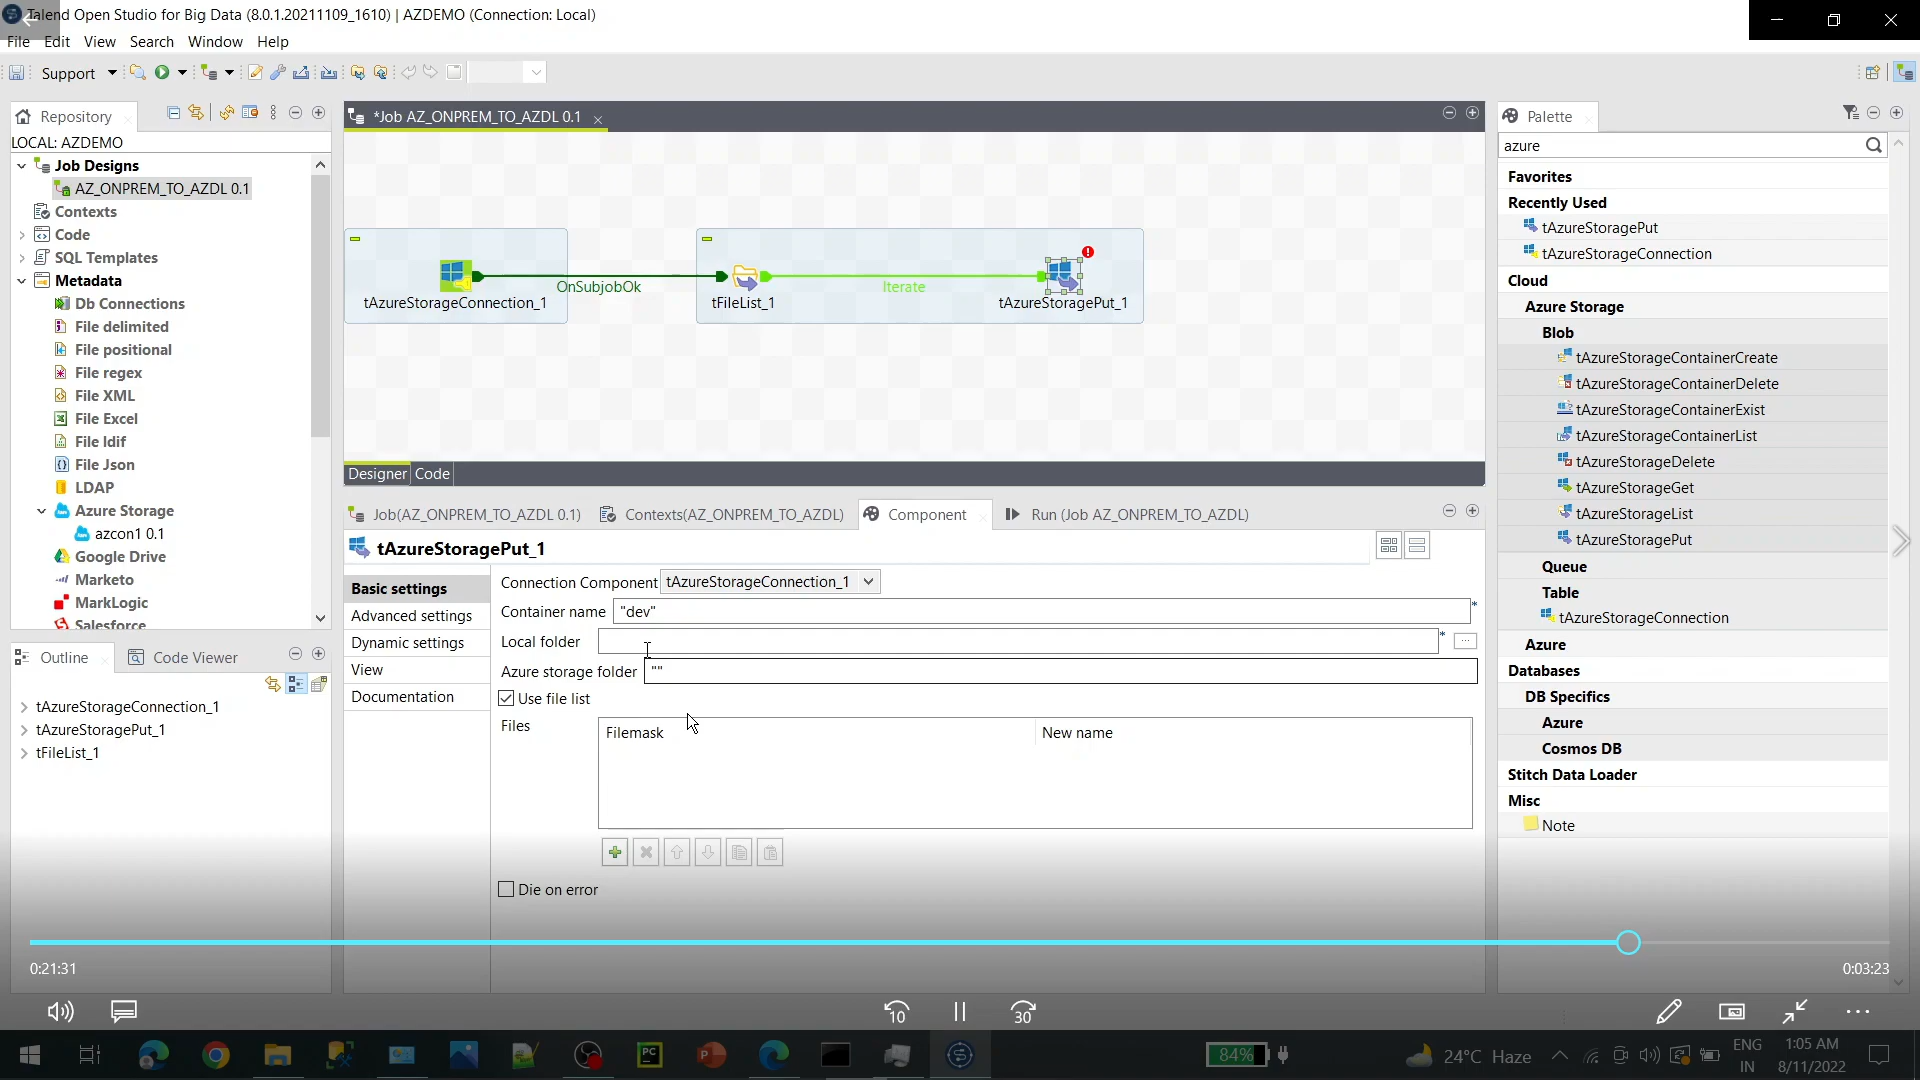 Talend Open Studio for Big Data (8.0.1.20211109_1610) | AZDEMO (Connection: Local)
File Edit View Search Window Help
Support
Repository
LOCAL: AZDEMO
Job Designs
AZ_ONPREM_TO_AZDL 0.1
Contexts
Code
SQL Templates
Metadata
Db Connections
File delimited
File positional
File regex
File XML
File Excel
File ldif
File Json
LDAP
Azure Storage
azcon1 0.1
Google Drive
Marketo
MarkLogic
Salesforce
Outline Code Viewer
tAzureStorageConnection_1
tAzureStoragePut_1
tFileList_1
*Job AZ_ONPREM_TO_AZDL 0.1
tAzureStorageConnection_1
OnSubjobOk
tFileList_1
Iterate
tAzureStoragePut_1
Designer Code
Job(AZ_ONPREM_TO_AZDL 0.1) Contexts(AZ_ONPREM_TO_AZDL) Component Run (Job AZ_ONPREM_TO_AZDL)
tAzureStoragePut_1
Basic settings
Advanced settings
Dynamic settings
View
Documentation
Connection Component tAzureStorageConnection_1
Container name "dev" *
Local folder * ...
Azure storage folder ""
Use file list
Files
Filemask New name
Die on error
Palette
azure
Favorites
Recently Used
tAzureStoragePut
tAzureStorageConnection
Cloud
Azure Storage
Blob
tAzureStorageContainerCreate
tAzureStorageContainerDelete
tAzureStorageContainerExist
tAzureStorageContainerList
tAzureStorageDelete
tAzureStorageGet
tAzureStorageList
tAzureStoragePut
Queue
Table
tAzureStorageConnection
Azure
Databases
DB Specifics
Azure
Cosmos DB
Stitch Data Loader
Misc
Note
0:21:31 0:03:23
10 30
PC
84% 24°C Haze
ENG
IN
1:05 AM
8/11/2022